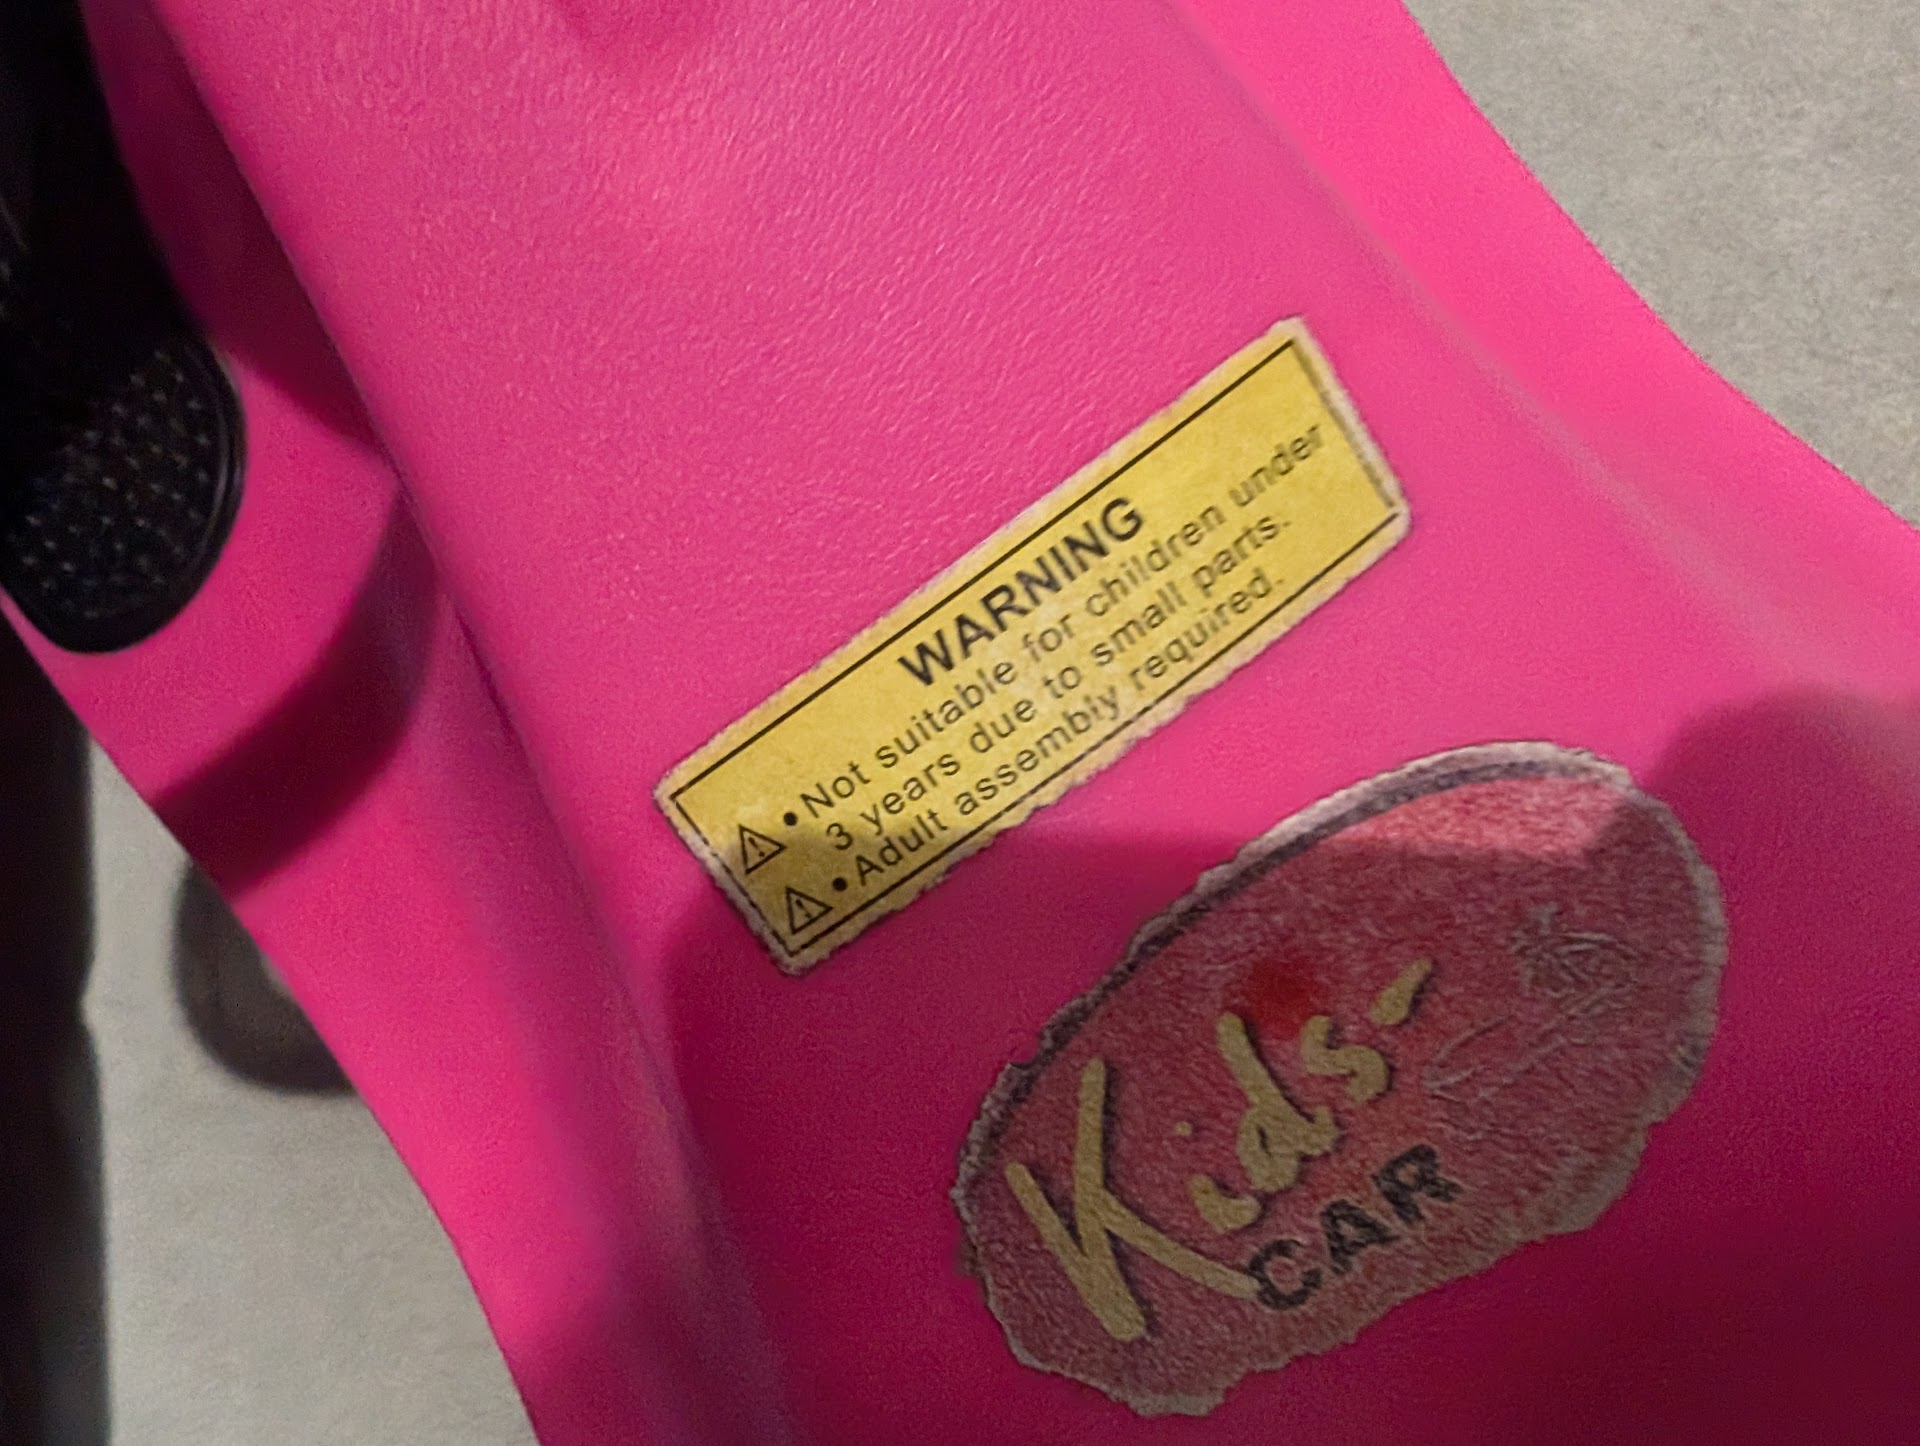 WARNING
• Not suitable for children under
3 years due to small parts.
• Adult assembly required.
Kids-
CAR